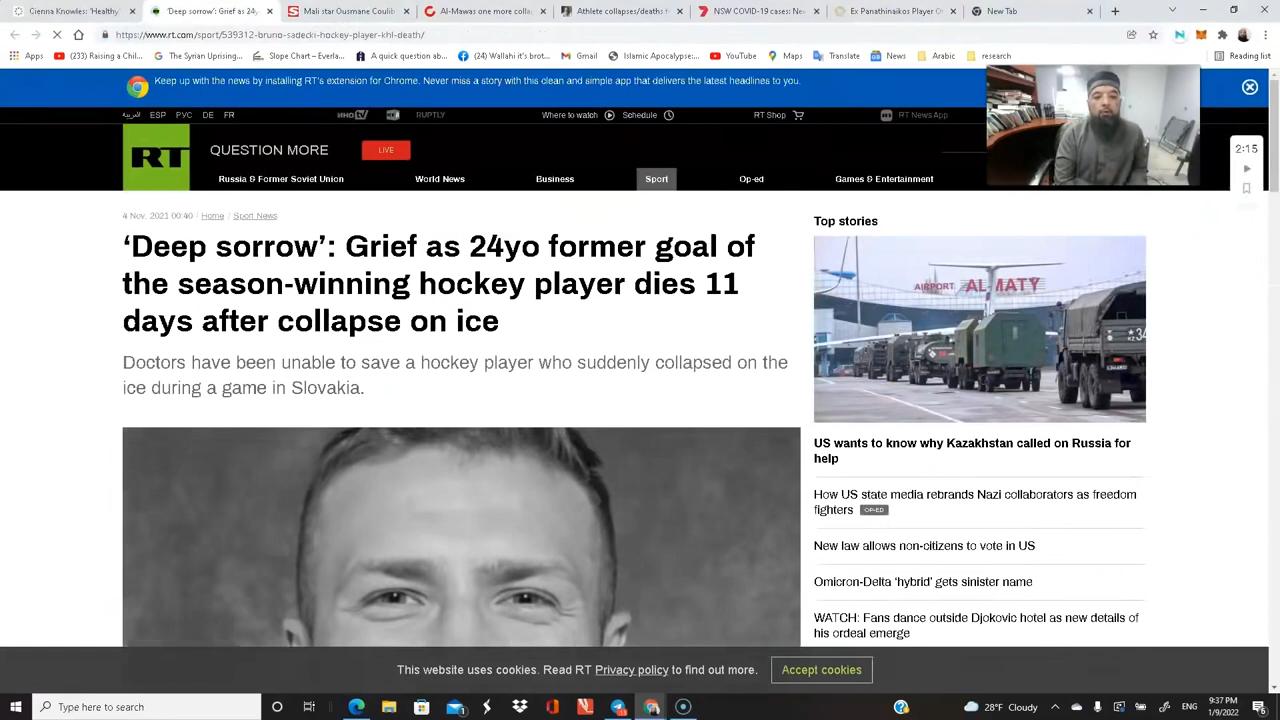 Cienna Knowles (Healthy:
'Deep sorrow': Grief as 24y
Mali star Ousmane Coulib
Al-Mawas one more colla
Athlete collapses/deaths f
NSW COVID-19 cases: Nev
Ex Panathinaikos Player O
New Tab
https://www.rt.com/sport/539312-bruno-sadecki-hockey-player-khl-death/
Apps
(233) Raising a Chil...
The Syrian Uprising...
Slope Chart – Everla...
A quick question ab...
(24) Wallahi it's brot...
Gmail
Islamic Apocalypse:...
YouTube
Maps
Translate
News
Arabic
research
Reading list
Keep up with the news by installing RT's extension for Chrome. Never miss a story with this clean and simple app that delivers the latest headlines to you.
العربية ESP РУС DE FR
RUPTLY
Where to watch
Schedule
RT Shop
RT News App
RT
QUESTION MORE
LIVE
2:15
Russia & Former Soviet Union
World News
Business
Sport
Op-ed
Games & Entertainment
4 Nov, 2021 00:40 / Home / Sport News
'Deep sorrow': Grief as 24yo former goal of
the season-winning hockey player dies 11
days after collapse on ice
Doctors have been unable to save a hockey player who suddenly collapsed on the
ice during a game in Slovakia.
Top stories
AIRPORT ALMATY
34
US wants to know why Kazakhstan called on Russia for
help
How US state media rebrands Nazi collaborators as freedom
fighters OP-ED
New law allows non-citizens to vote in US
Omicron-Delta 'hybrid' gets sinister name
WATCH: Fans dance outside Djokovic hotel as new details of
his ordeal emerge
This website uses cookies. Read RT Privacy policy to find out more.
Accept cookies
Type here to search
28°F Cloudy
ENG
9:37 PM
1/9/2022